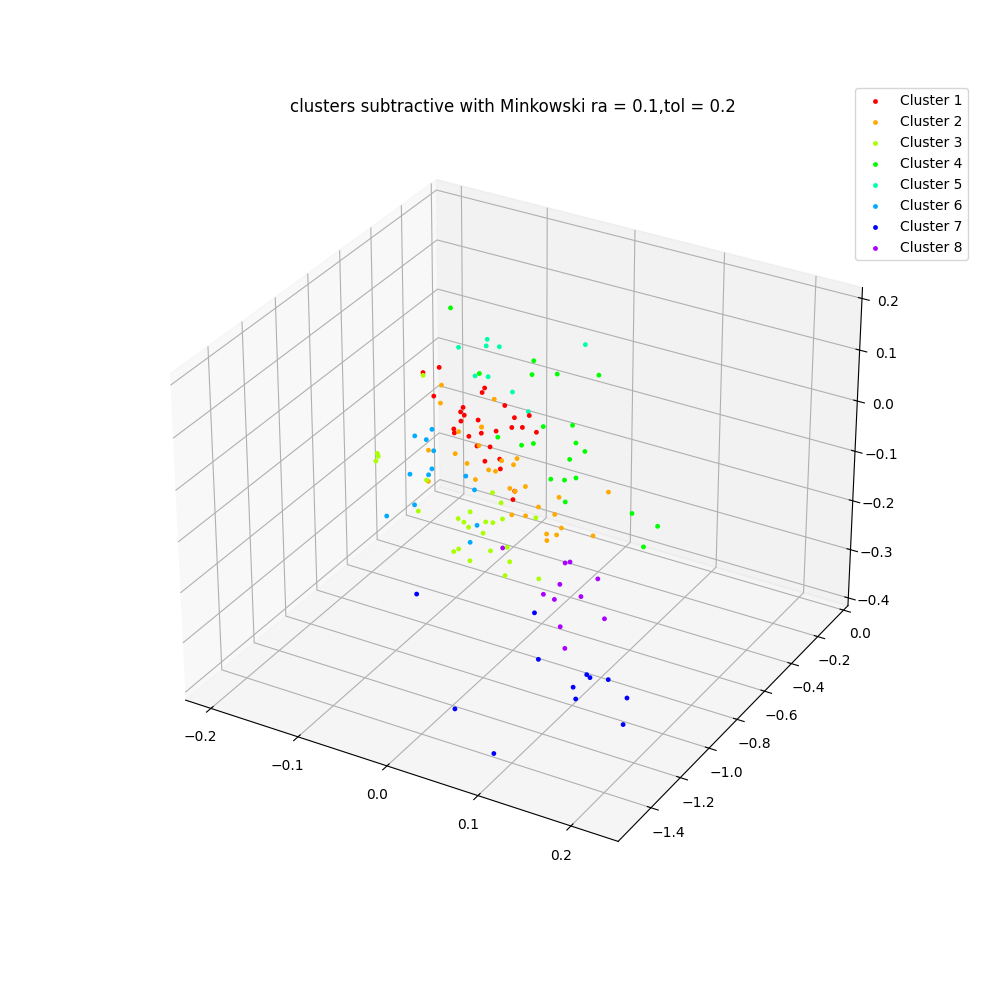 clusters subtractive with Minkowski ra = 0.1,tol = 0.2
Cluster 1
Cluster 2
Cluster 3
Cluster 4
Cluster 5
Cluster 6
Cluster 7
Cluster 8
0.2
0.1
0.0
−0.1
−0.2
−0.3
−0.4
0.0
−0.2
−0.4
−0.6
−0.8
−1.0
−1.2
−1.4
−0.2
−0.1
0.0
0.1
0.2